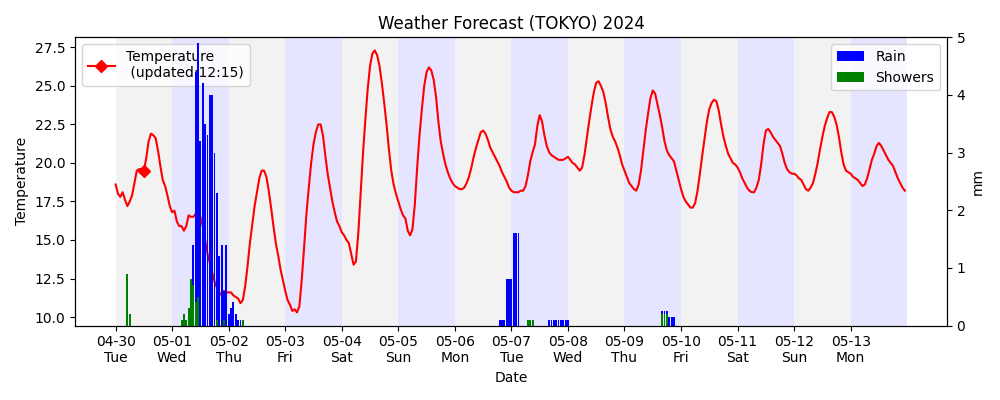 Weather Forecast (TOKYO) 2024
Temperature
(updated 12:15)
Rain
Showers
27.5
25.0
22.5
20.0
17.5
15.0
12.5
10.0
Temperature
5
4
3
2
1
0
mm
04-30 05-01 05-02 05-03 05-04 05-05 05-06 05-07 05-08 05-09 05-10 05-11 05-12 05-13
Tue Wed Thu Fri Sat Sun Mon Tue Wed Thu Fri Sat Sun Mon
Date